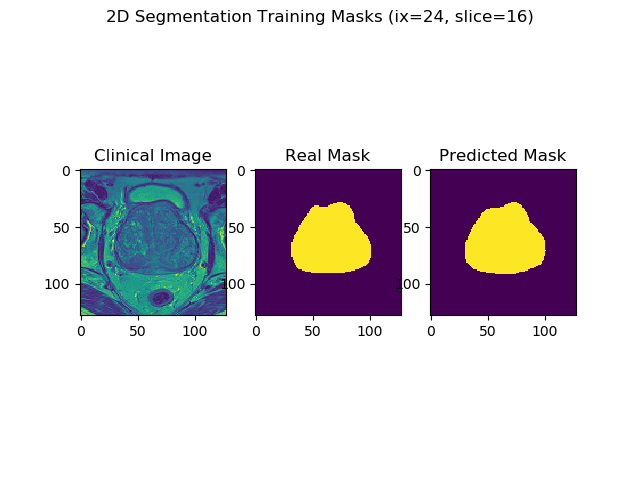 2D Segmentation Training Masks (ix=24, slice=16)
Clinical Image Real Mask Predicted Mask
0 0 0
50 50 50
100 100 100
0 50 100 0 50 100 0 50 100